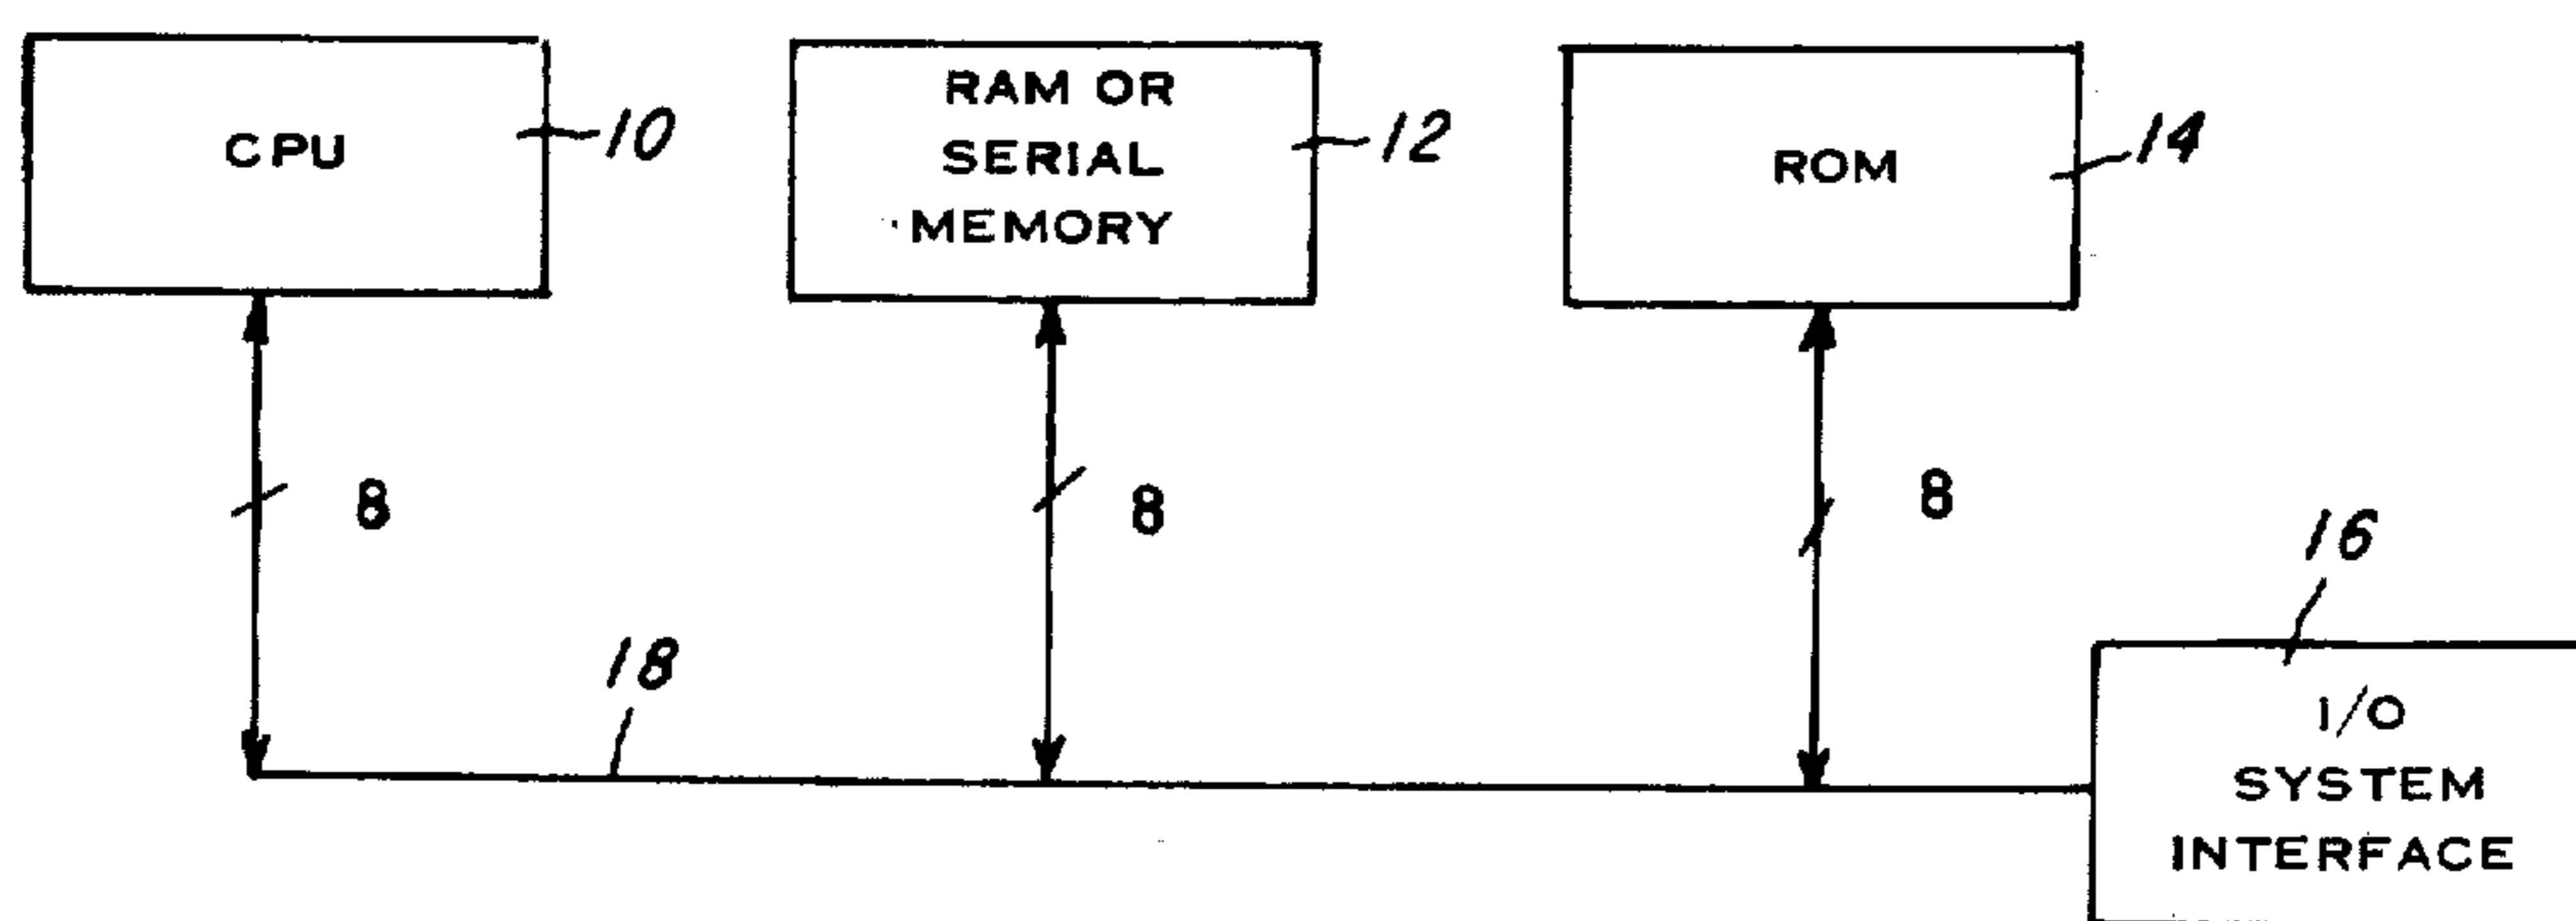 CPU
10
RAM OR
SERIAL
MEMORY
12
ROM
14
8
8
8
16
18
I/O
SYSTEM
INTERFACE